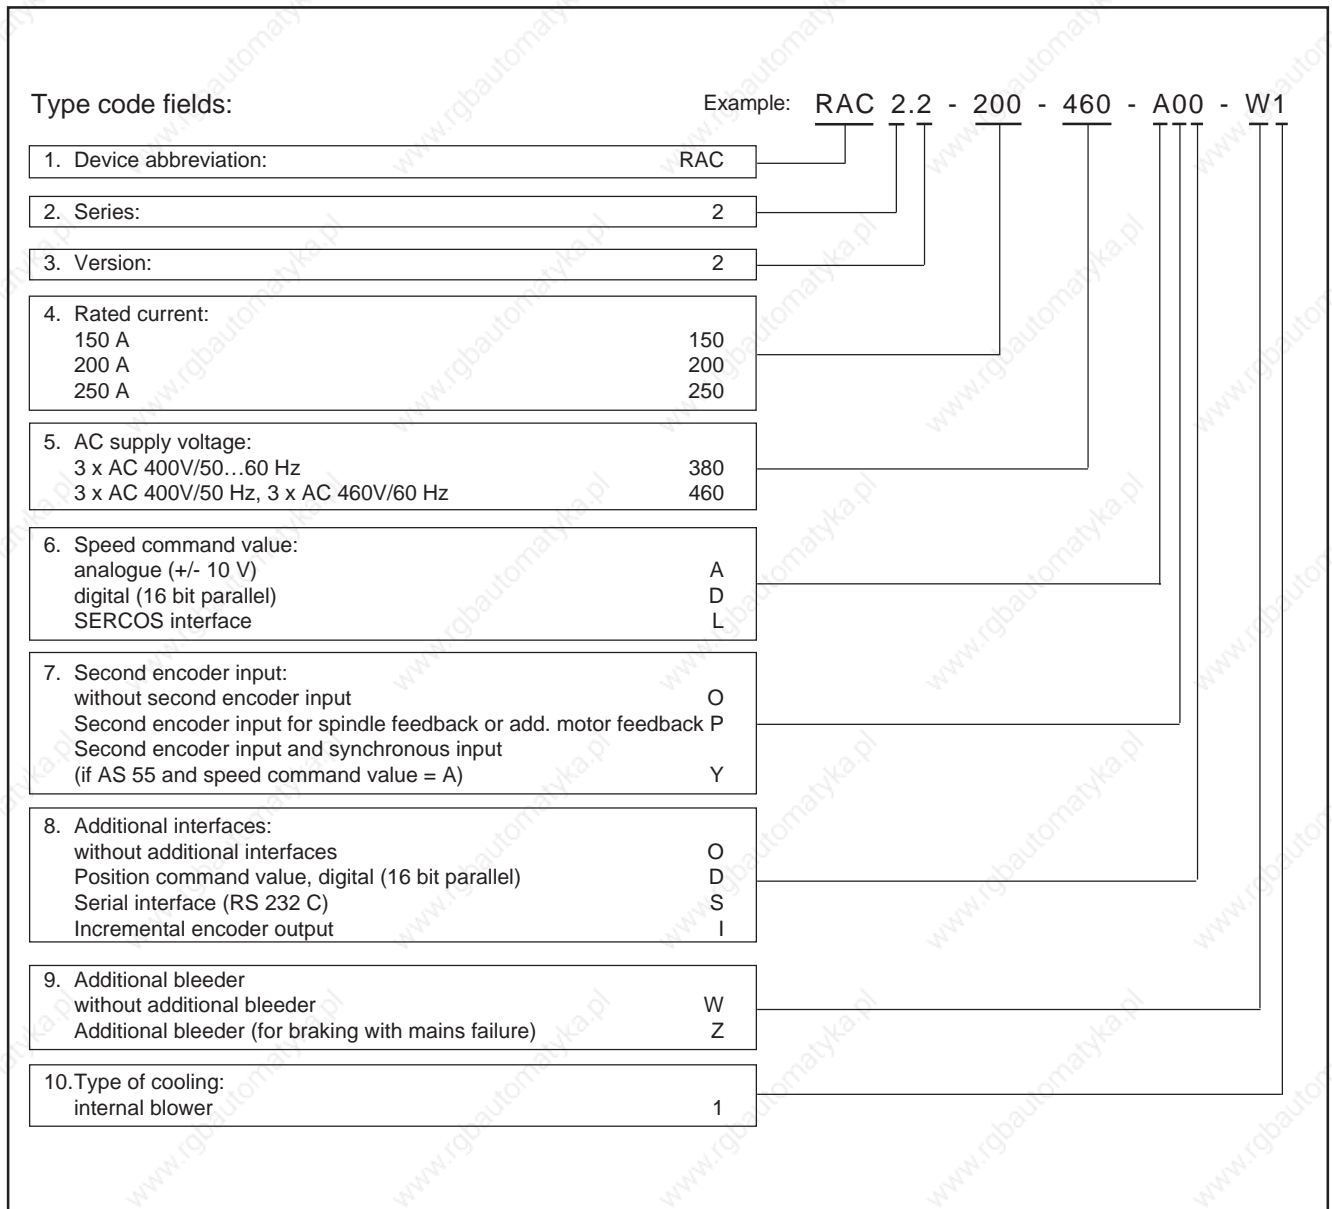 Type code fields:
Example: RAC 2.2 - 200 - 460 - A00 - W1
1. Device abbreviation: RAC
2. Series: 2
3. Version: 2
4. Rated current:
150 A 150
200 A 200
250 A 250
5. AC supply voltage:
3 x AC 400V/50…60 Hz 380
3 x AC 400V/50 Hz, 3 x AC 460V/60 Hz 460
6. Speed command value:
analogue (+/- 10 V) A
digital (16 bit parallel) D
SERCOS interface L
7. Second encoder input:
without second encoder input O
Second encoder input for spindle feedback or add. motor feedback P
Second encoder input and synchronous input
(if AS 55 and speed command value = A) Y
8. Additional interfaces:
without additional interfaces O
Position command value, digital (16 bit parallel) D
Serial interface (RS 232 C) S
Incremental encoder output I
9. Additional bleeder
without additional bleeder W
Additional bleeder (for braking with mains failure) Z
10.Type of cooling:
internal blower 1
www.rgbautomatyka.pl